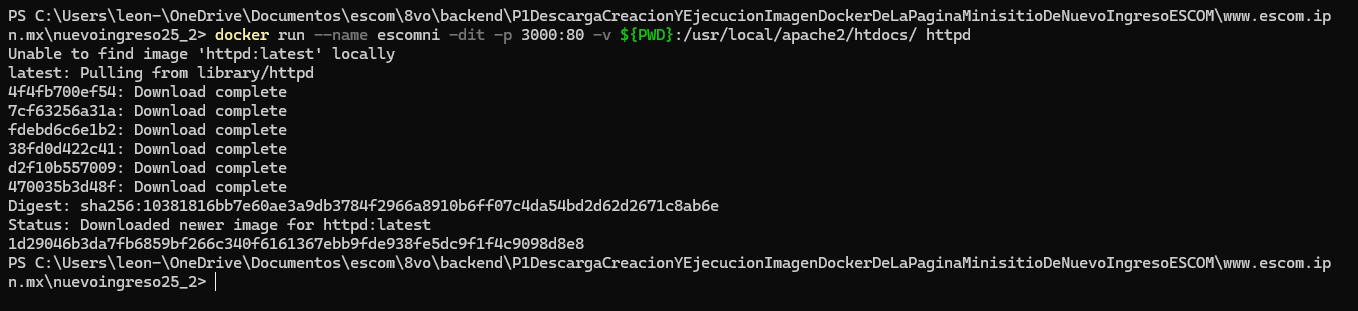 PS C:\Users\leon-\OneDrive\Documentos\escom\8vo\backend\P1DescargaCreacionYEjecucionImagenDockerDeLaPaginaMinisitioDeNuevoIngresoESCOM\www.escom.ip
n.mx\nuevoingreso25_2> docker run --name escomni -dit -p 3000:80 -v ${PWD}:/usr/local/apache2/htdocs/ httpd
Unable to find image 'httpd:latest' locally
latest: Pulling from library/httpd
4f4fb700ef54: Download complete
7cf63256a31a: Download complete
fdebd6c6e1b2: Download complete
38fd0d422c41: Download complete
d2f10b557009: Download complete
470035b3d48f: Download complete
Digest: sha256:10381816bb7e60ae3a9db3784f2966a8910b6ff07c4da54bd2d62d2671c8ab6e
Status: Downloaded newer image for httpd:latest
1d29046b3da7fb6859bf266c340f6161367ebb9fde938fe5dc9f1f4c9098d8e8
PS C:\Users\leon-\OneDrive\Documentos\escom\8vo\backend\P1DescargaCreacionYEjecucionImagenDockerDeLaPaginaMinisitioDeNuevoIngresoESCOM\www.escom.ip
n.mx\nuevoingreso25_2>